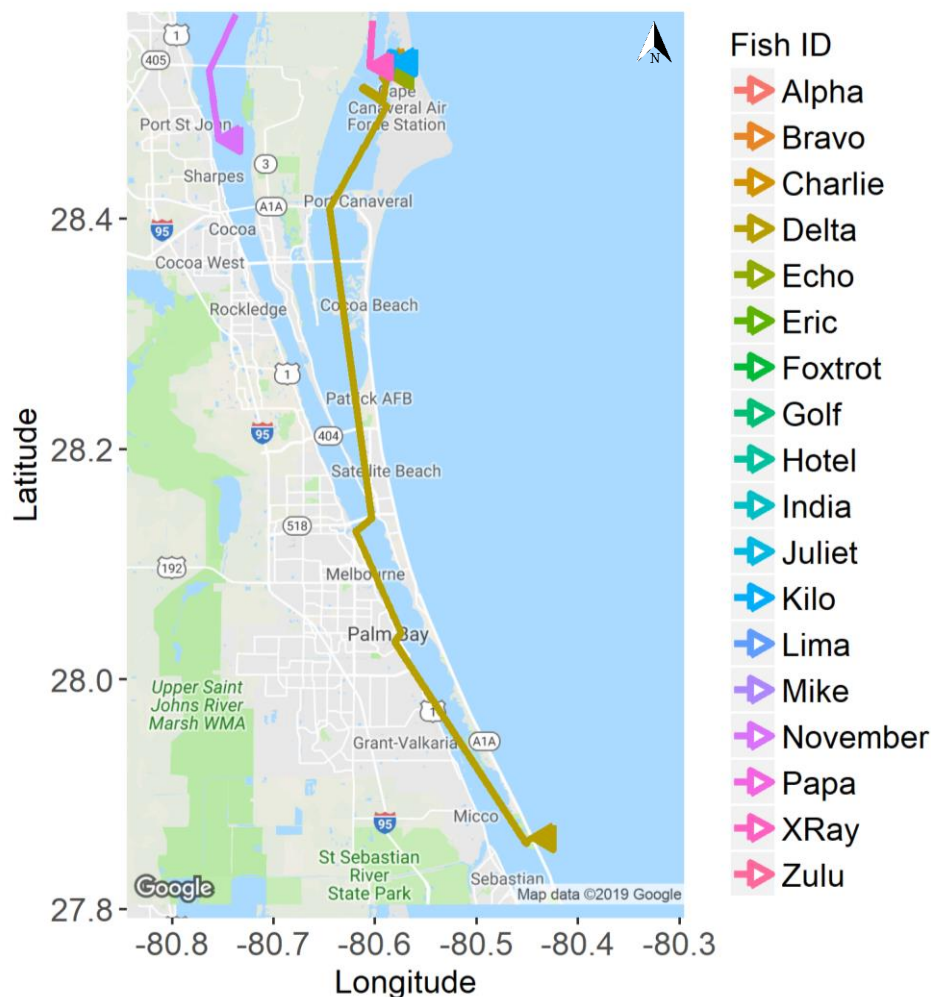 1
405
N
Cape
Canaveral Air
Force Station
Port St John
3
Sharpes
Port Canaveral
A1A
28.4
95
Cocoa
Cocoa West
Cocoa Beach
Rockledge
1
Patrick AFB
95
404
28.2
Satellite Beach
518
192
Melbourne
Palm Bay
28.0
Upper Saint
Johns River
Marsh WMA
1
Grant-Valkaria
A1A
Micco
95
St Sebastian
River
State Park
Sebastian
Google
Map data ©2019 Google
27.8
-80.8 -80.7 -80.6 -80.5 -80.4 -80.3
Longitude
Latitude
Fish ID
Alpha
Bravo
Charlie
Delta
Echo
Eric
Foxtrot
Golf
Hotel
India
Juliet
Kilo
Lima
Mike
November
Papa
XRay
Zulu